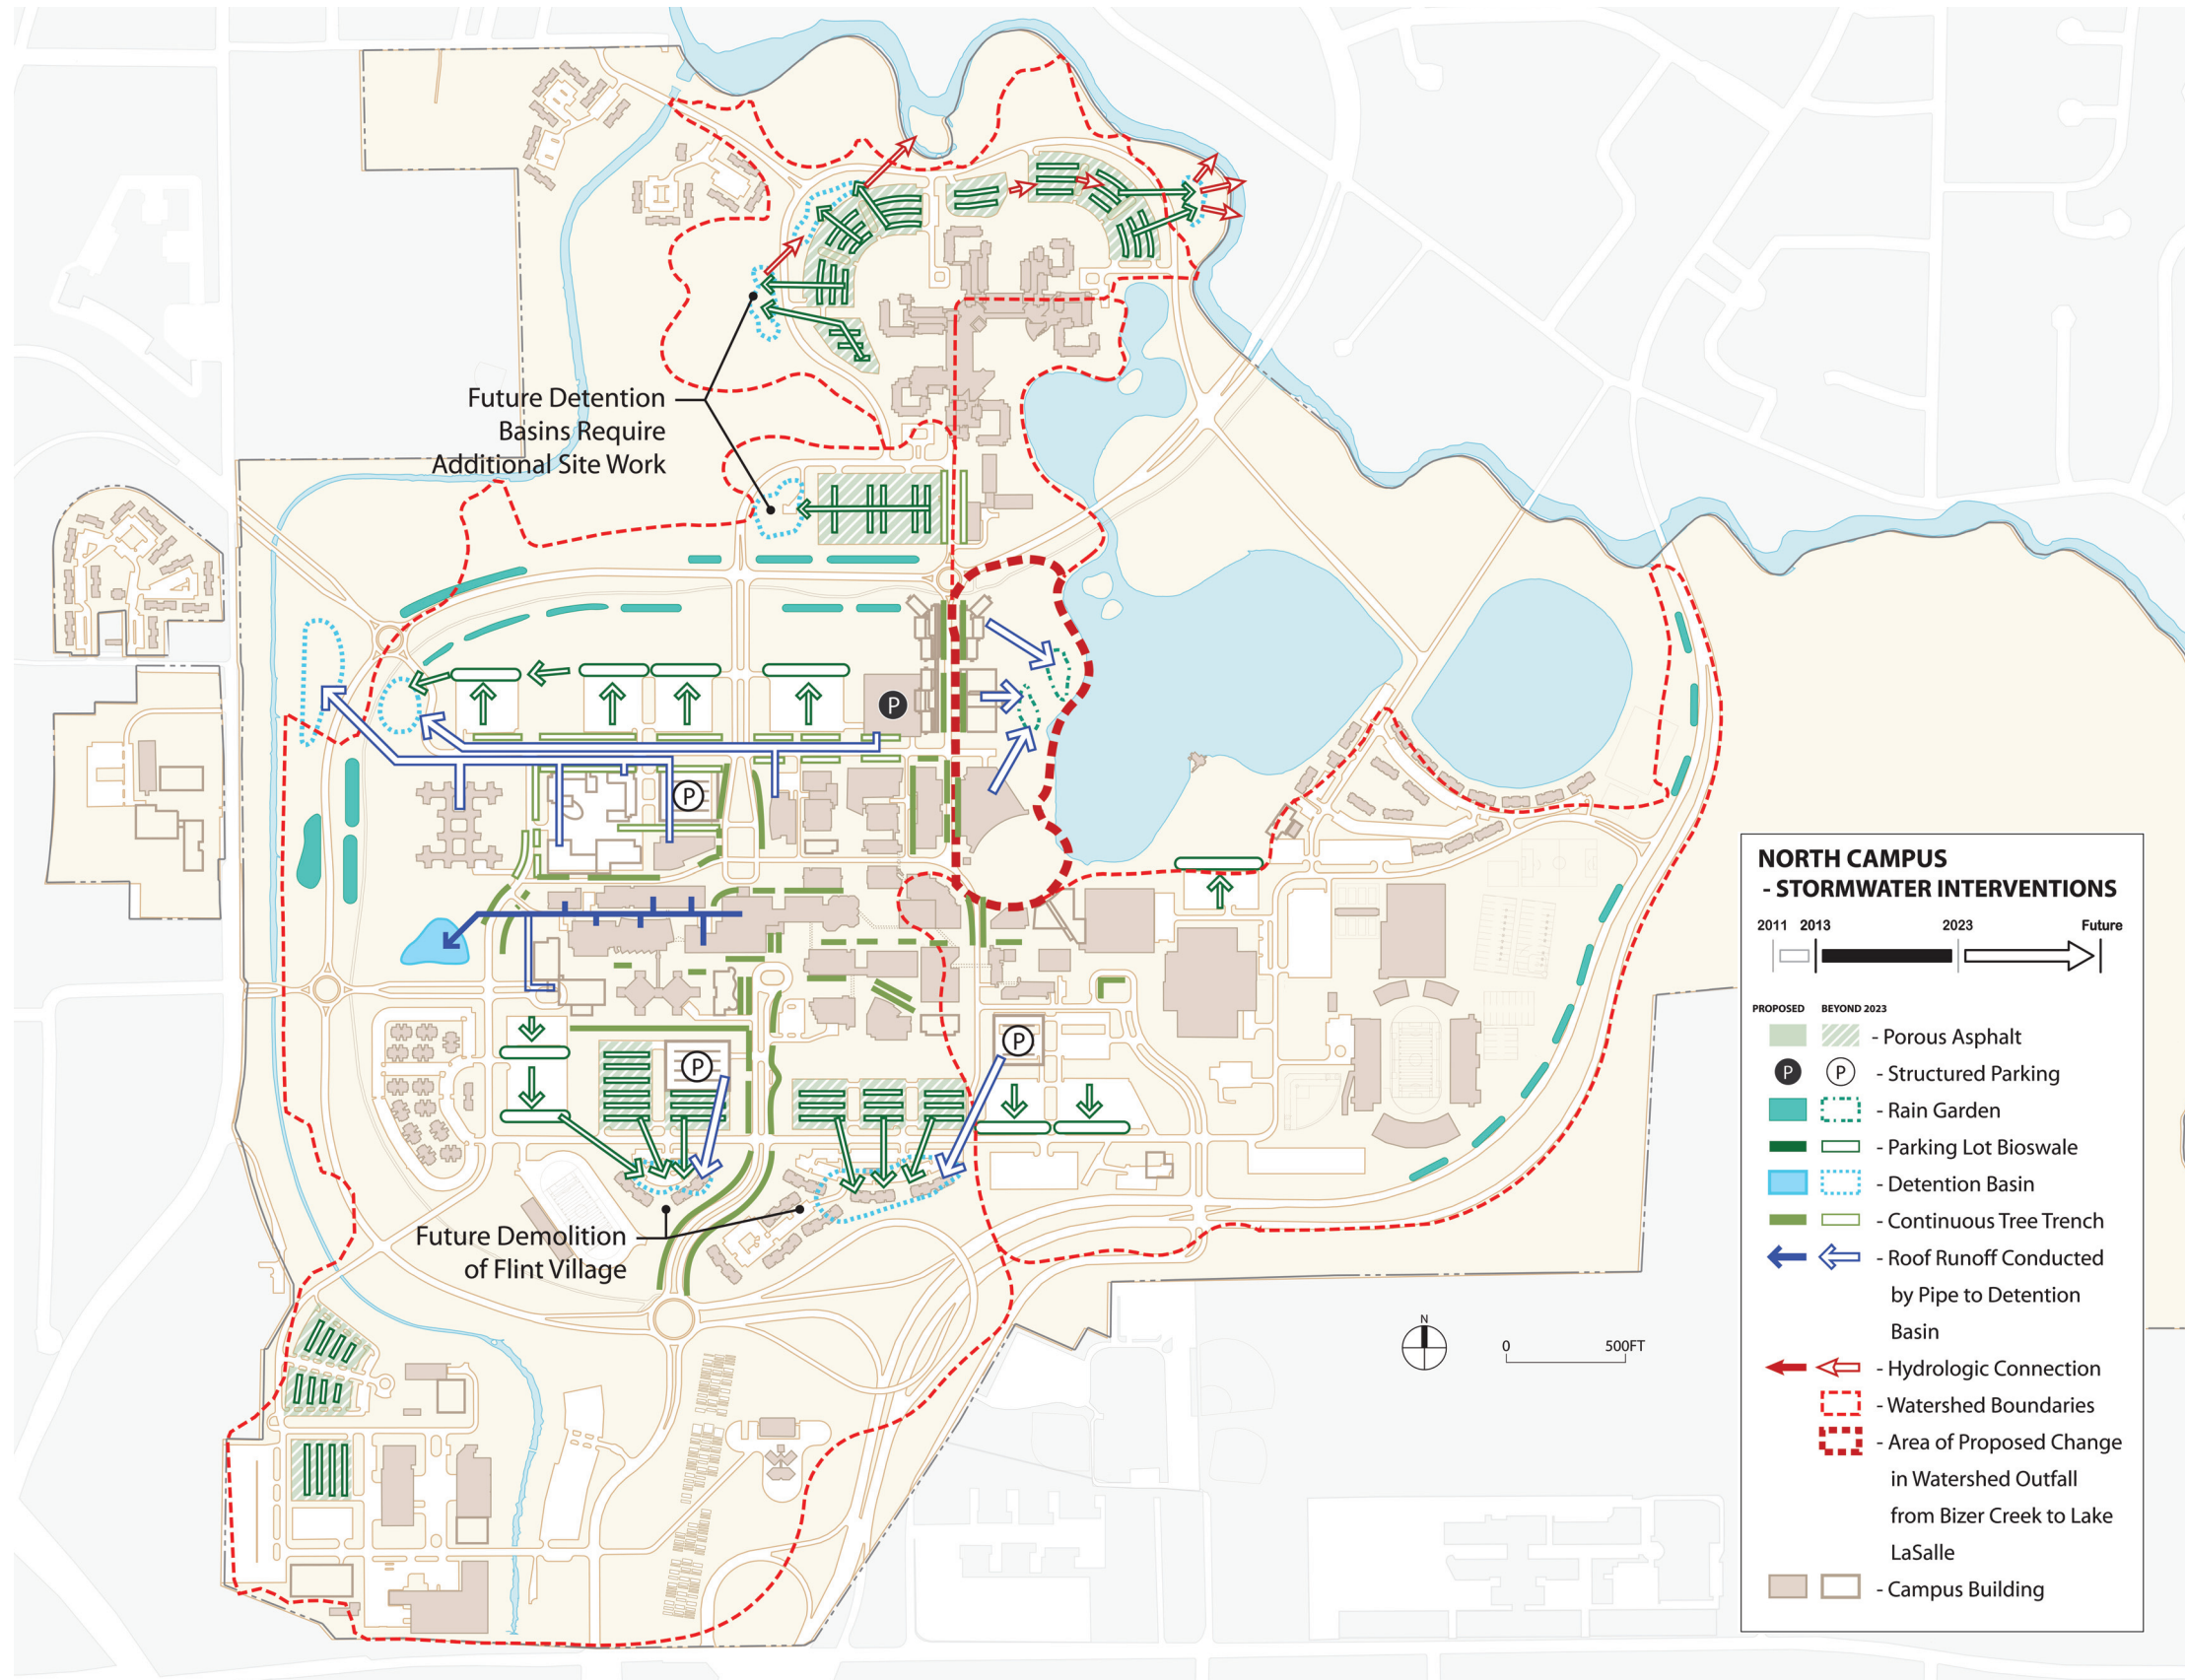 Future Detention
Basins Require
Additional Site Work
P
P
P
P
Future Demolition
of Flint Village
N
0 500FT
NORTH CAMPUS
- STORMWATER INTERVENTIONS
2011 2013 2023 Future
PROPOSED BEYOND 2023
- Porous Asphalt
P P - Structured Parking
- Rain Garden
- Parking Lot Bioswale
- Detention Basin
- Continuous Tree Trench
- Roof Runoff Conducted
by Pipe to Detention
Basin
- Hydrologic Connection
- Watershed Boundaries
- Area of Proposed Change
in Watershed Outfall
from Bizer Creek to Lake
LaSalle
- Campus Building